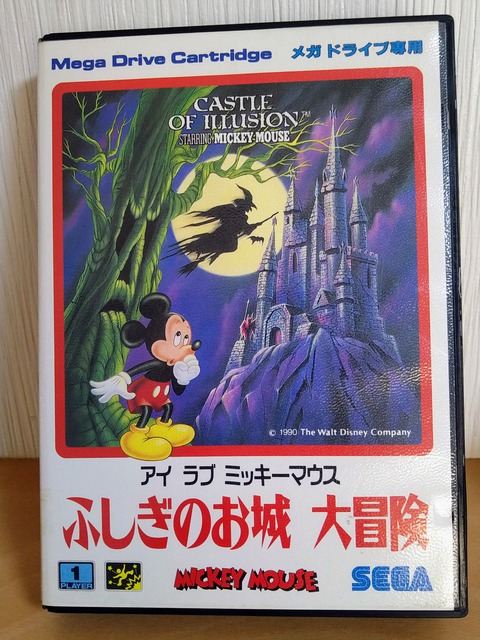 Mega Drive Cartridge メガドライブ専用
CASTLE
OF ILLUSION™
STARRING MICKEY MOUSE
© 1990 The Walt Disney Company
アイ ラブ ミッキーマウス
ふしぎのお城 大冒険
1
PLAYER
MICKEY MOUSE
SEGA